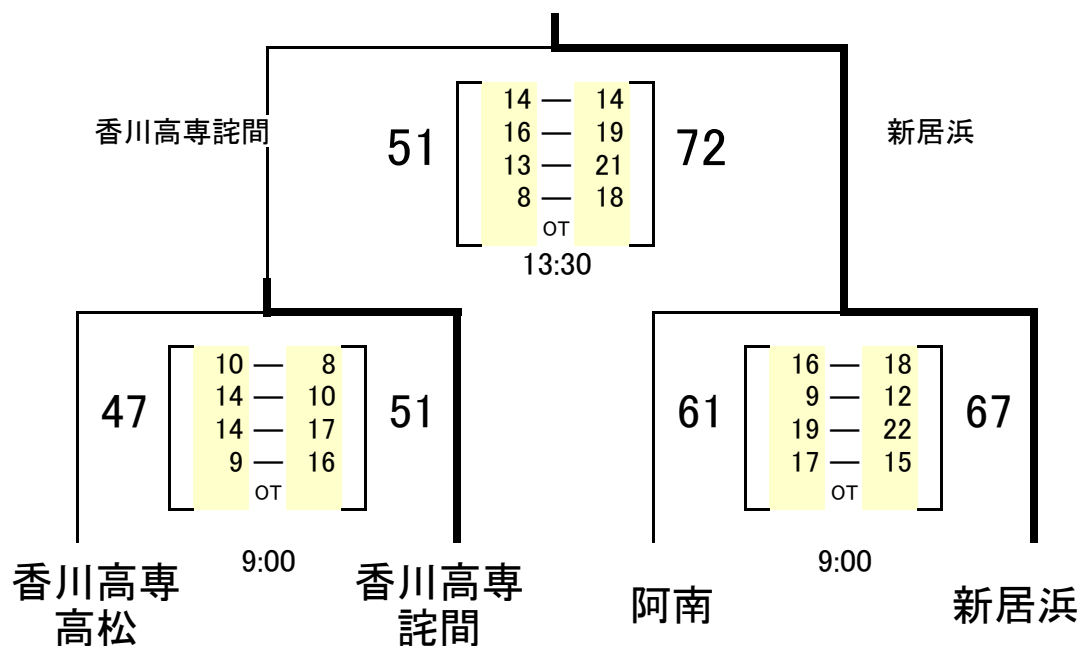 14 — 14
香川高専詫間 51 16 — 19 72 新居浜
13 — 21
8 — 18
OT
13:30
10 — 8
47 14 — 10 51
14 — 17
9 — 16
OT
9:00
香川高専
高松
香川高専
詫間
16 — 18
61 9 — 12 67
19 — 22
17 — 15
OT
9:00
阿南
新居浜